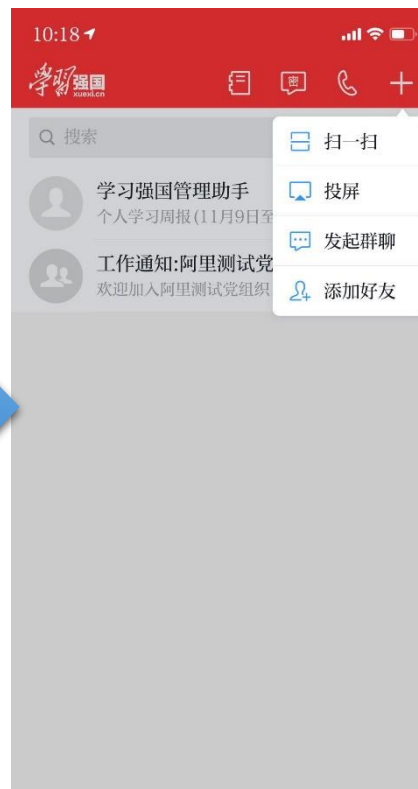 10:18
学习强国
xuexi.cn
密
搜索
扫一扫
投屏
发起群聊
添加好友
学习强国管理助手
个人学习周报(11月9日至
工作通知:阿里测试党
欢迎加入阿里测试党组织